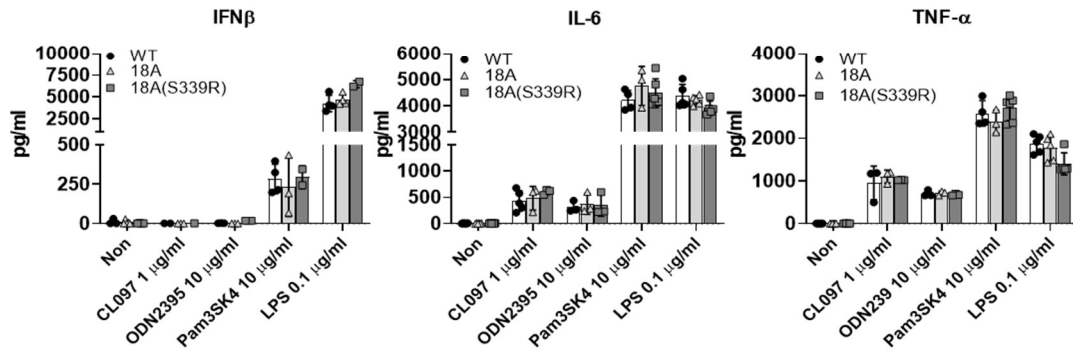 IFNβ
10000
7500
5000
2500
500
250
0
pg/ml
WT
18A
18A(S339R)
Non
CL097 1 μg/ml
ODN2395 10 μg/ml
Pam3SK4 10 μg/ml
LPS 0.1 μg/ml
IL-6
6000
5000
4000
3000
1500
1000
500
0
pg/ml
WT
18A
18A(S339R)
Non
CL097 1 μg/ml
ODN2395 10 μg/ml
Pam3SK4 10 μg/ml
LPS 0.1 μg/ml
TNF-α
4000
3000
2000
1000
0
pg/ml
WT
18A
18A(S339R)
Non
CL097 1 μg/ml
ODN239 10 μg/ml
Pam3SK4 10 μg/ml
LPS 0.1 μg/ml